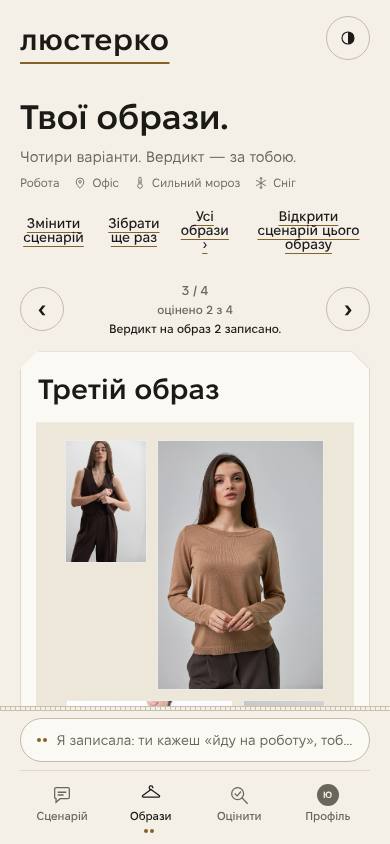 люстерко
Твої образи.
Чотири варіанти. Вердикт — за тобою.
Робота Офіс Сильний мороз Сніг
Змінити
сценарій
Зібрати
ще раз
Усі
образи
›
Відкрити
сценарій цього
образу
‹
3 / 4
оцінено 2 з 4
Вердикт на образ 2 записано.
›
Третій образ
Я записала: ти кажеш «йду на роботу», тоб...
Сценарій
Образи
Оцінити
Ю
Профіль